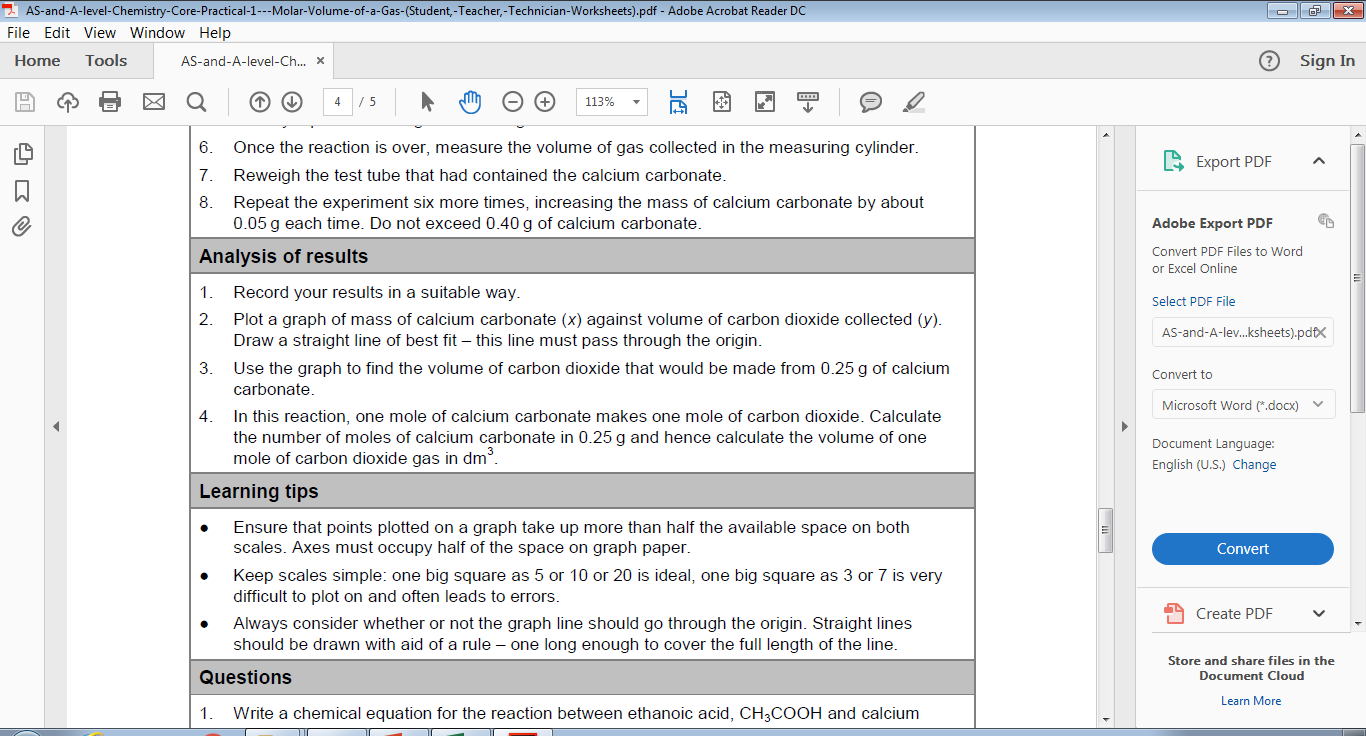 AS-and-A-level-Chemistry-Core-Practical-1---Molar-Volume-of-a-Gas-(Student,-Teacher,-Technician-Worksheets).pdf - Adobe Acrobat Reader DC
File Edit View Window Help
Home Tools AS-and-A-level-Ch... × Sign In
4 / 5 113%
6. Once the reaction is over, measure the volume of gas collected in the measuring cylinder.
7. Reweigh the test tube that had contained the calcium carbonate.
8. Repeat the experiment six more times, increasing the mass of calcium carbonate by about
0.05 g each time. Do not exceed 0.40 g of calcium carbonate.
Analysis of results
1. Record your results in a suitable way.
2. Plot a graph of mass of calcium carbonate (x) against volume of carbon dioxide collected (y).
Draw a straight line of best fit – this line must pass through the origin.
3. Use the graph to find the volume of carbon dioxide that would be made from 0.25 g of calcium
carbonate.
4. In this reaction, one mole of calcium carbonate makes one mole of carbon dioxide. Calculate
the number of moles of calcium carbonate in 0.25 g and hence calculate the volume of one
mole of carbon dioxide gas in dm³.
Learning tips
● Ensure that points plotted on a graph take up more than half the available space on both
scales. Axes must occupy half of the space on graph paper.
● Keep scales simple: one big square as 5 or 10 or 20 is ideal, one big square as 3 or 7 is very
difficult to plot on and often leads to errors.
● Always consider whether or not the graph line should go through the origin. Straight lines
should be drawn with aid of a rule – one long enough to cover the full length of the line.
Questions
1. Write a chemical equation for the reaction between ethanoic acid, CH₃COOH and calcium
Export PDF
Adobe Export PDF
Convert PDF Files to Word
or Excel Online
Select PDF File
AS-and-A-lev...ksheets).pdf
Convert to
Microsoft Word (*.docx)
Document Language:
English (U.S.) Change
Convert
Create PDF
Store and share files in the
Document Cloud
Learn More